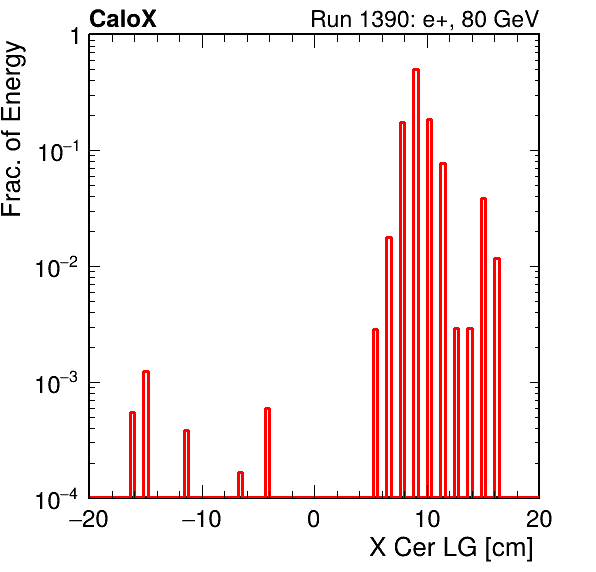 CaloX Run 1390: e+, 80 GeV
Frac. of Energy
1
10⁻¹
10⁻²
10⁻³
10⁻⁴
−20 −10 0 10 20
X Cer LG [cm]